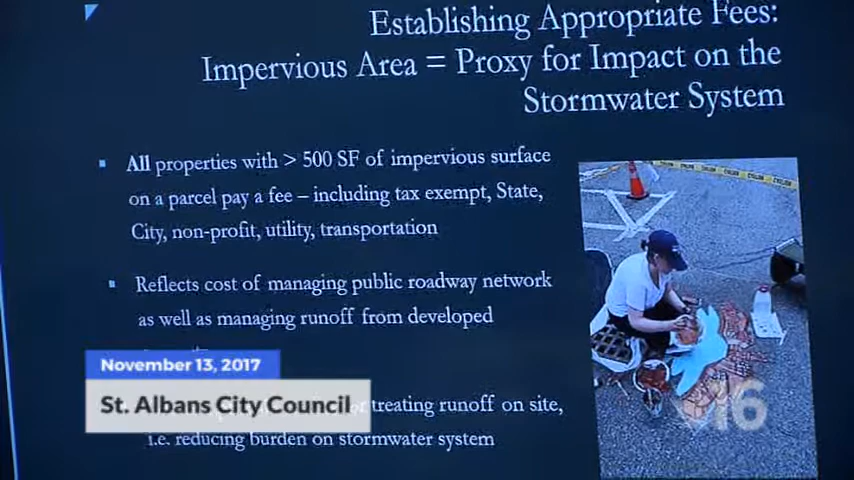 Establishing Appropriate Fees:
Impervious Area = Proxy for Impact on the
Stormwater System
All properties with > 500 SF of impervious surface
on a parcel pay a fee – including tax exempt, State,
City, non-profit, utility, transportation
Reflects cost of managing public roadway network
as well as managing runoff from developed
November 13, 2017
St. Albans City Council
treating runoff on site,
i.e. reducing burden on stormwater system
16